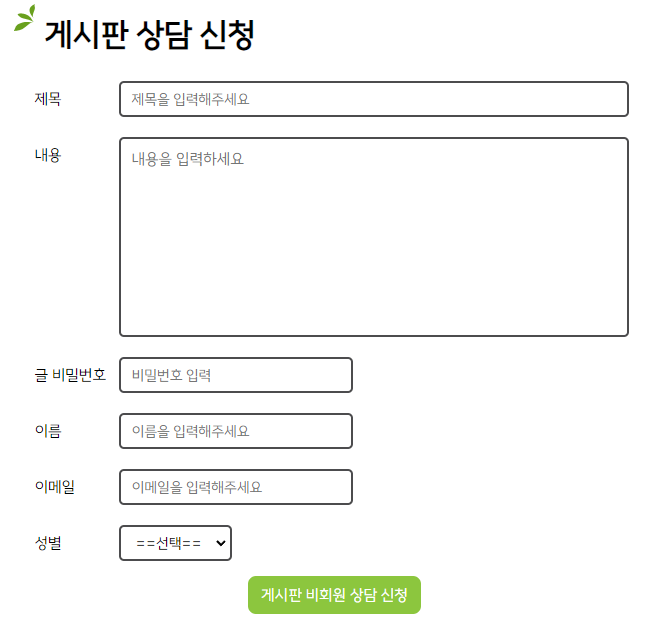 게시판 상담 신청
제목 제목을 입력해주세요
내용 내용을 입력하세요
글 비밀번호 비밀번호 입력
이름 이름을 입력해주세요
이메일 이메일을 입력해주세요
성별 ==선택==
게시판 비회원 상담 신청